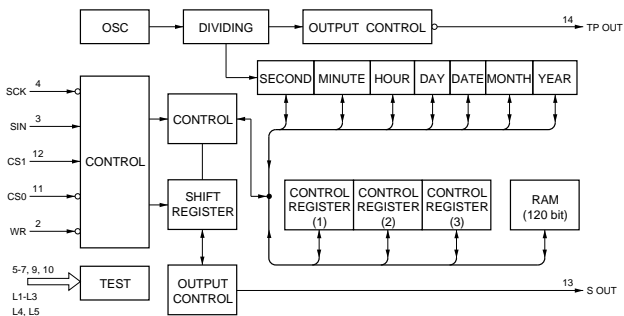 OSC
DIVIDING
OUTPUT CONTROL
14
TP OUT
SECOND
MINUTE
HOUR
DAY
DATE
MONTH
YEAR
SCK
4
SIN
3
CS1
12
CS0
11
WR
2
CONTROL
CONTROL
SHIFT
REGISTER
CONTROL
REGISTER
(1)
CONTROL
REGISTER
(2)
CONTROL
REGISTER
(3)
RAM
(120 bit)
5-7, 9, 10
L1-L3
L4, L5
TEST
OUTPUT
CONTROL
13
S OUT